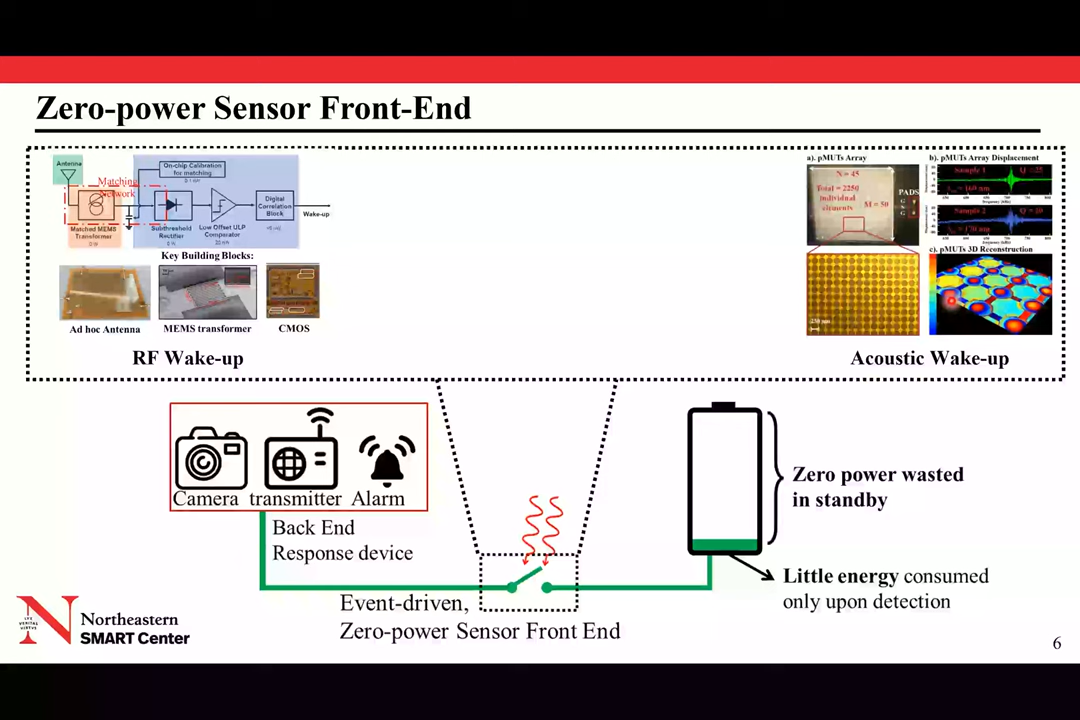 Zero-power Sensor Front-End
Antenna
Matching
Network
On-chip Calibration
for matching
Matched MEMS
Transformer
0 W
Subthreshold
Rectifier
0 W
Low Offset ULP
Comparator
Digital
Correlation
Block
Wake-up
Key Building Blocks:
Ad hoc Antenna
MEMS transformer
CMOS
RF Wake-up
a). pMUTs Array
N = 45
Total = 2250
individual
elements
M = 50
PADS
G
S
G
250 μm
b). pMUTs Array Displacement
Sample 1
Sample 2
c). pMUTs 3D Reconstruction
Acoustic Wake-up
Camera transmitter Alarm
Back End
Response device
Event-driven,
Zero-power Sensor Front End
Zero power wasted
in standby
Little energy consumed
only upon detection
Northeastern
SMART Center
6